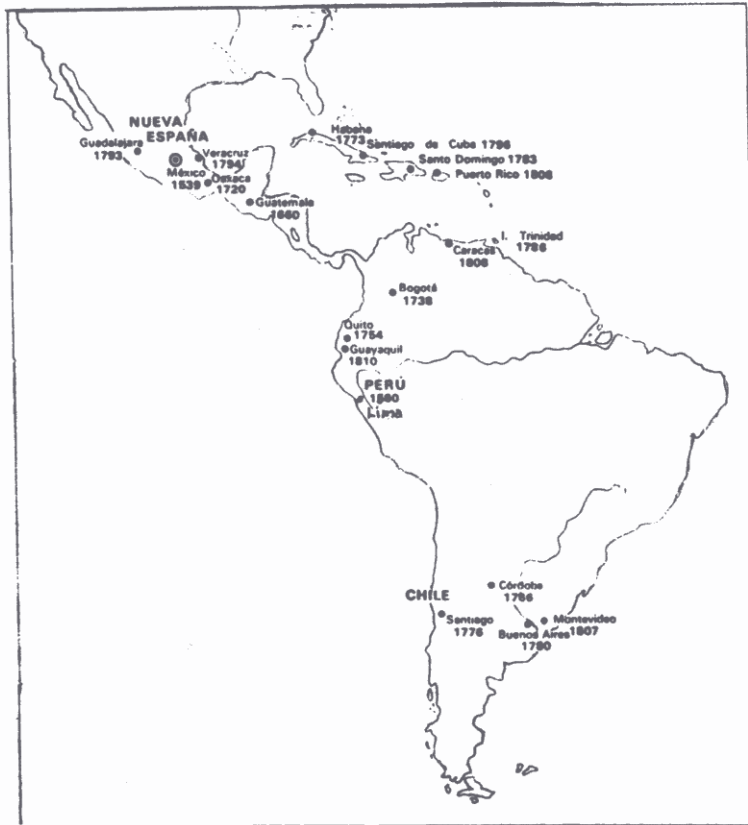 NUEVA
ESPAÑA
Guadalajara
1793
Veracruz
1794
México
1539
Oaxaca
1720
Guatemala
1660
Habana
1773
Santiago de Cuba 1796
Santo Domingo 1783
Puerto Rico 1808
I. Trinidad
1786
Caracas
1808
Bogotá
1738
Quito
1754
Guayaquil
1810
PERÚ
1560
Lima
Córdoba
1766
CHILE
Santiago
1776
Montevideo
1807
Buenos Aires
1780